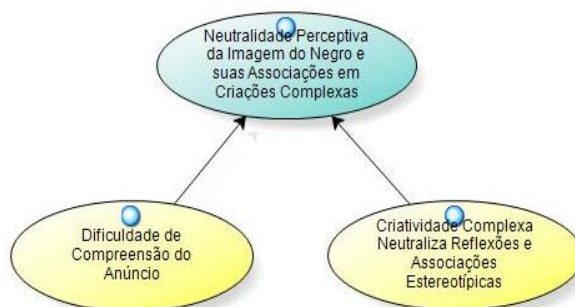 Neutralidade Perceptiva
da Imagem do Negro e
suas Associações em
Criações Complexas
Dificuldade de
Compreensão do
Anúncio
Criatividade Complexa
Neutraliza Reflexões e
Associações
Estereotípicas